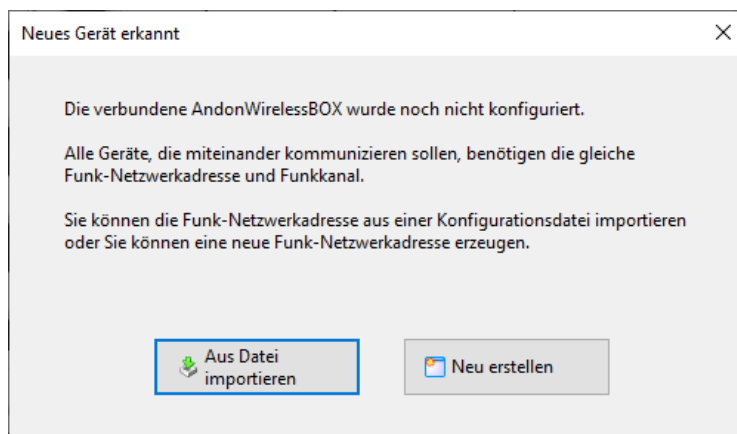 Neues Gerät erkannt
Die verbundene AndonWirelessBOX wurde noch nicht konfiguriert.
Alle Geräte, die miteinander kommunizieren sollen, benötigen die gleiche
Funk-Netzwerkadresse und Funkkanal.
Sie können die Funk-Netzwerkadresse aus einer Konfigurationsdatei importieren
oder Sie können eine neue Funk-Netzwerkadresse erzeugen.
Aus Datei
importieren
Neu erstellen